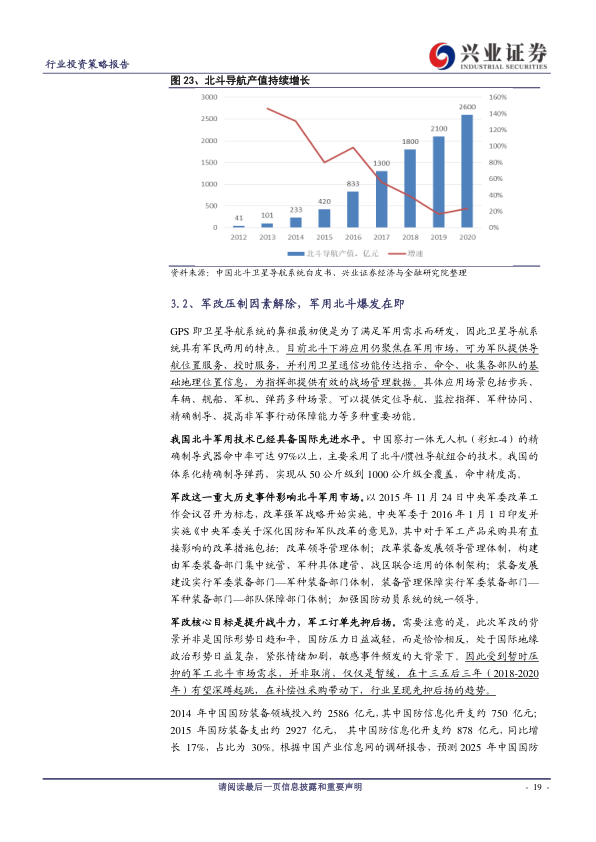 行业投资策略报告
兴业证券
INDUSTRIAL SECURITIES
图 23、北斗导航产值持续增长
3000
2500
2000
1500
1000
500
0
160%
140%
120%
100%
80%
60%
40%
20%
0%
41
101
233
420
833
1300
1800
2100
2600
2012 2013 2014 2015 2016 2017 2018 2019 2020
北斗导航产值，亿元 增速
资料来源：中国北斗卫星导航系统白皮书、兴业证券经济与金融研究院整理
3.2、军改压制因素解除，军用北斗爆发在即
GPS 即卫星导航系统的鼻祖最初便是为了满足军用需求而研发，因此卫星导航系
统具有军民两用的特点。目前北斗下游应用仍聚焦在军用市场，可为军队提供导
航位置服务、授时服务，并利用卫星通信功能传达指示、命令、收集各部队的基
础地理位置信息，为指挥部提供有效的战场管理数据。具体应用场景包括步兵、
车辆、舰船、军机、弹药多种场景。可以提供定位导航、监控指挥、军种协同、
精确制导、提高非军事行动保障能力等多种重要功能。
我国北斗军用技术已经具备国际先进水平。中国察打一体无人机（彩虹-4）的精
确制导武器命中率可达 97%以上，主要采用了北斗/惯性导航组合的技术。我国的
体系化精确制导弹药，实现从 50 公斤级到 1000 公斤级全覆盖，命中精度高。
军改这一重大历史事件影响北斗军用市场。以 2015 年 11 月 24 日中央军委改革工
作会议召开为标志，改革强军战略开始实施。中央军委于 2016 年 1 月 1 日印发并
实施《中央军委关于深化国防和军队改革的意见》，其中对于军工产品采购具有直
接影响的改革措施包括：改革领导管理体制；改革装备发展领导管理体制，构建
由军委装备部门集中统管、军种具体建管、战区联合运用的体制架构；装备发展
建设实行军委装备部门—军种装备部门体制，装备管理保障实行军委装备部门—
军种装备部门—部队保障部门体制；加强国防动员系统的统一领导。
军改核心目标是提升战斗力，军工订单先抑后扬。需要注意的是，此次军改的背
景并非是国际形势日趋和平，国防压力日益减轻，而是恰恰相反，处于国际地缘
政治形势日益复杂，紧张情绪加剧，敏感事件频发的大背景下。因此受到暂时压
抑的军工北斗市场需求，并非取消，仅仅是暂缓，在十三五后三年（2018-2020
年）有望深蹲起跳，在补偿性采购带动下，行业呈现先抑后扬的趋势。
2014 年中国国防装备领域投入约 2586 亿元,其中国防信息化开支约 750 亿元;
2015 年国防装备支出约 2927 亿元， 其中国防信息化开支约 878 亿元,同比增
长 17%，占比为 30%。根据中国产业信息网的调研报告，预测 2025 年中国国防
请阅读最后一页信息披露和重要声明
- 19 -